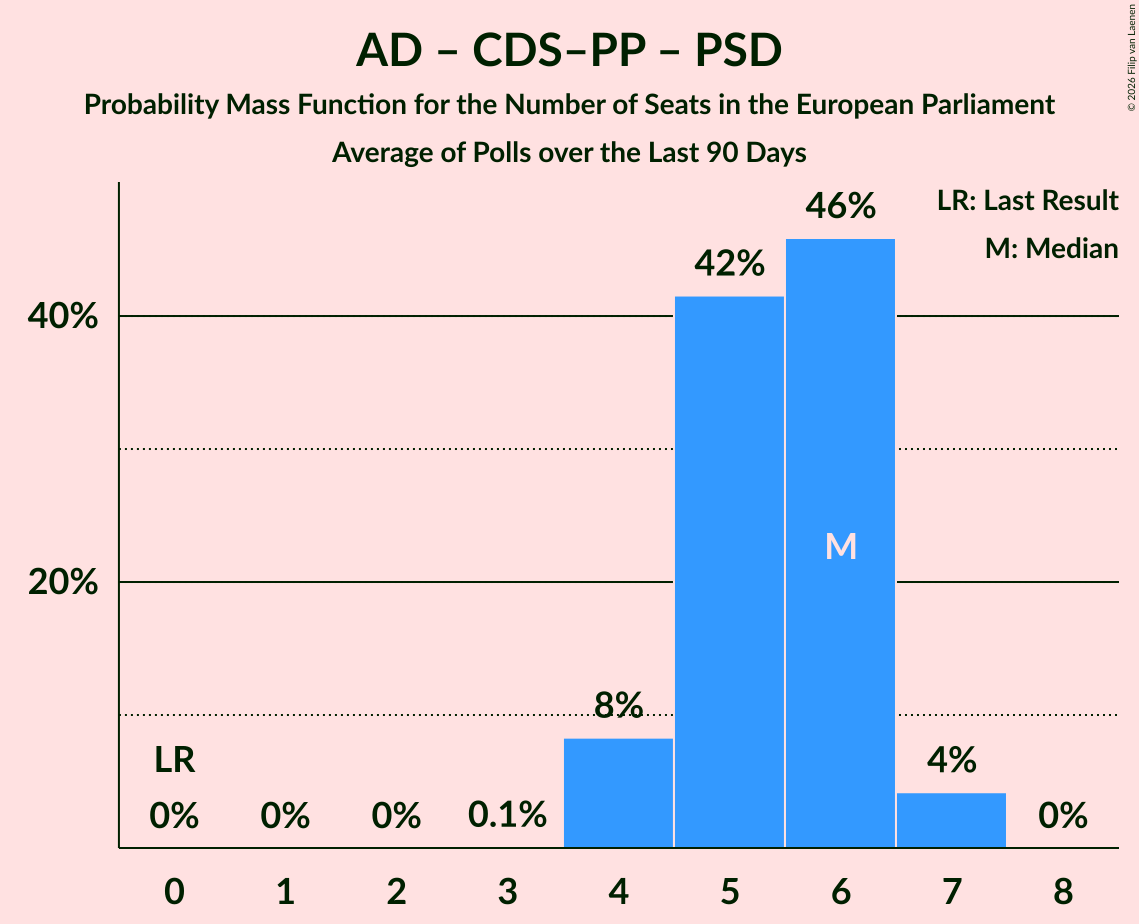 AD – CDS–PP – PSD
Probability Mass Function for the Number of Seats in the European Parliament
Average of Polls over the Last 90 Days
© 2026 Filip van Laenen
LR: Last Result
M: Median
46%
42%
40%
M
20%
8%
LR
4%
0%
0%
0%
0.1%
0%
0
1
2
3
4
5
6
7
8